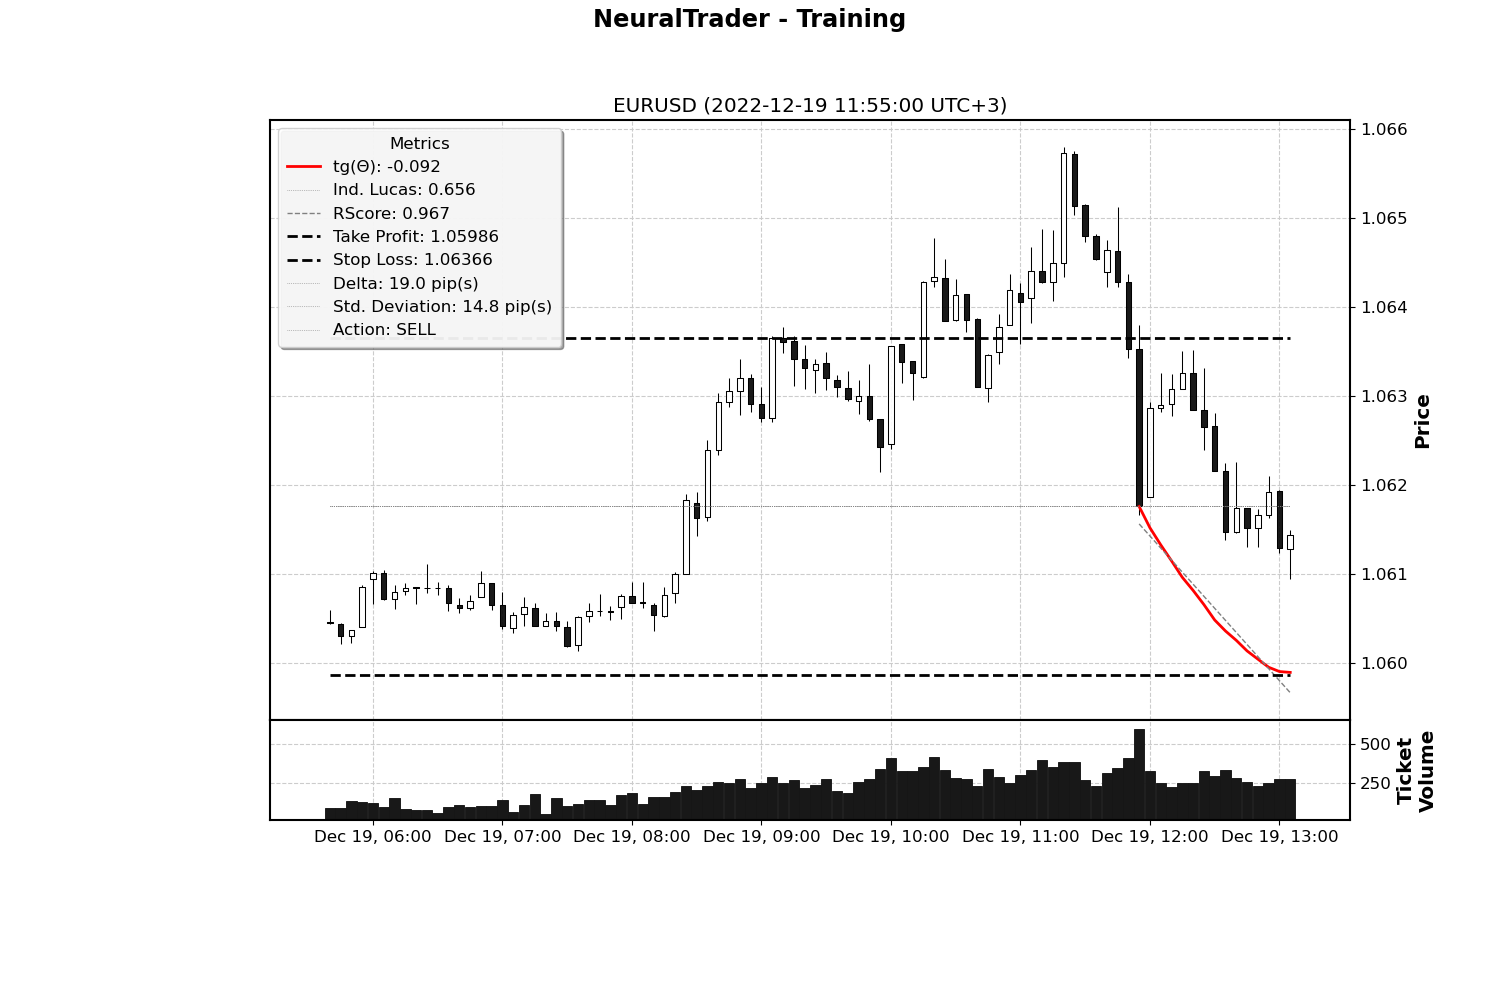 NeuralTrader - Training
EURUSD (2022-12-19 11:55:00 UTC+3)
Metrics
tg(Θ): -0.092
Ind. Lucas: 0.656
RScore: 0.967
Take Profit: 1.05986
Stop Loss: 1.06366
Delta: 19.0 pip(s)
Std. Deviation: 14.8 pip(s)
Action: SELL
1.066
1.065
1.064
1.063
1.062
1.061
1.060
Price
500
250
Ticket
Volume
Dec 19, 06:00 Dec 19, 07:00 Dec 19, 08:00 Dec 19, 09:00 Dec 19, 10:00 Dec 19, 11:00 Dec 19, 12:00 Dec 19, 13:00